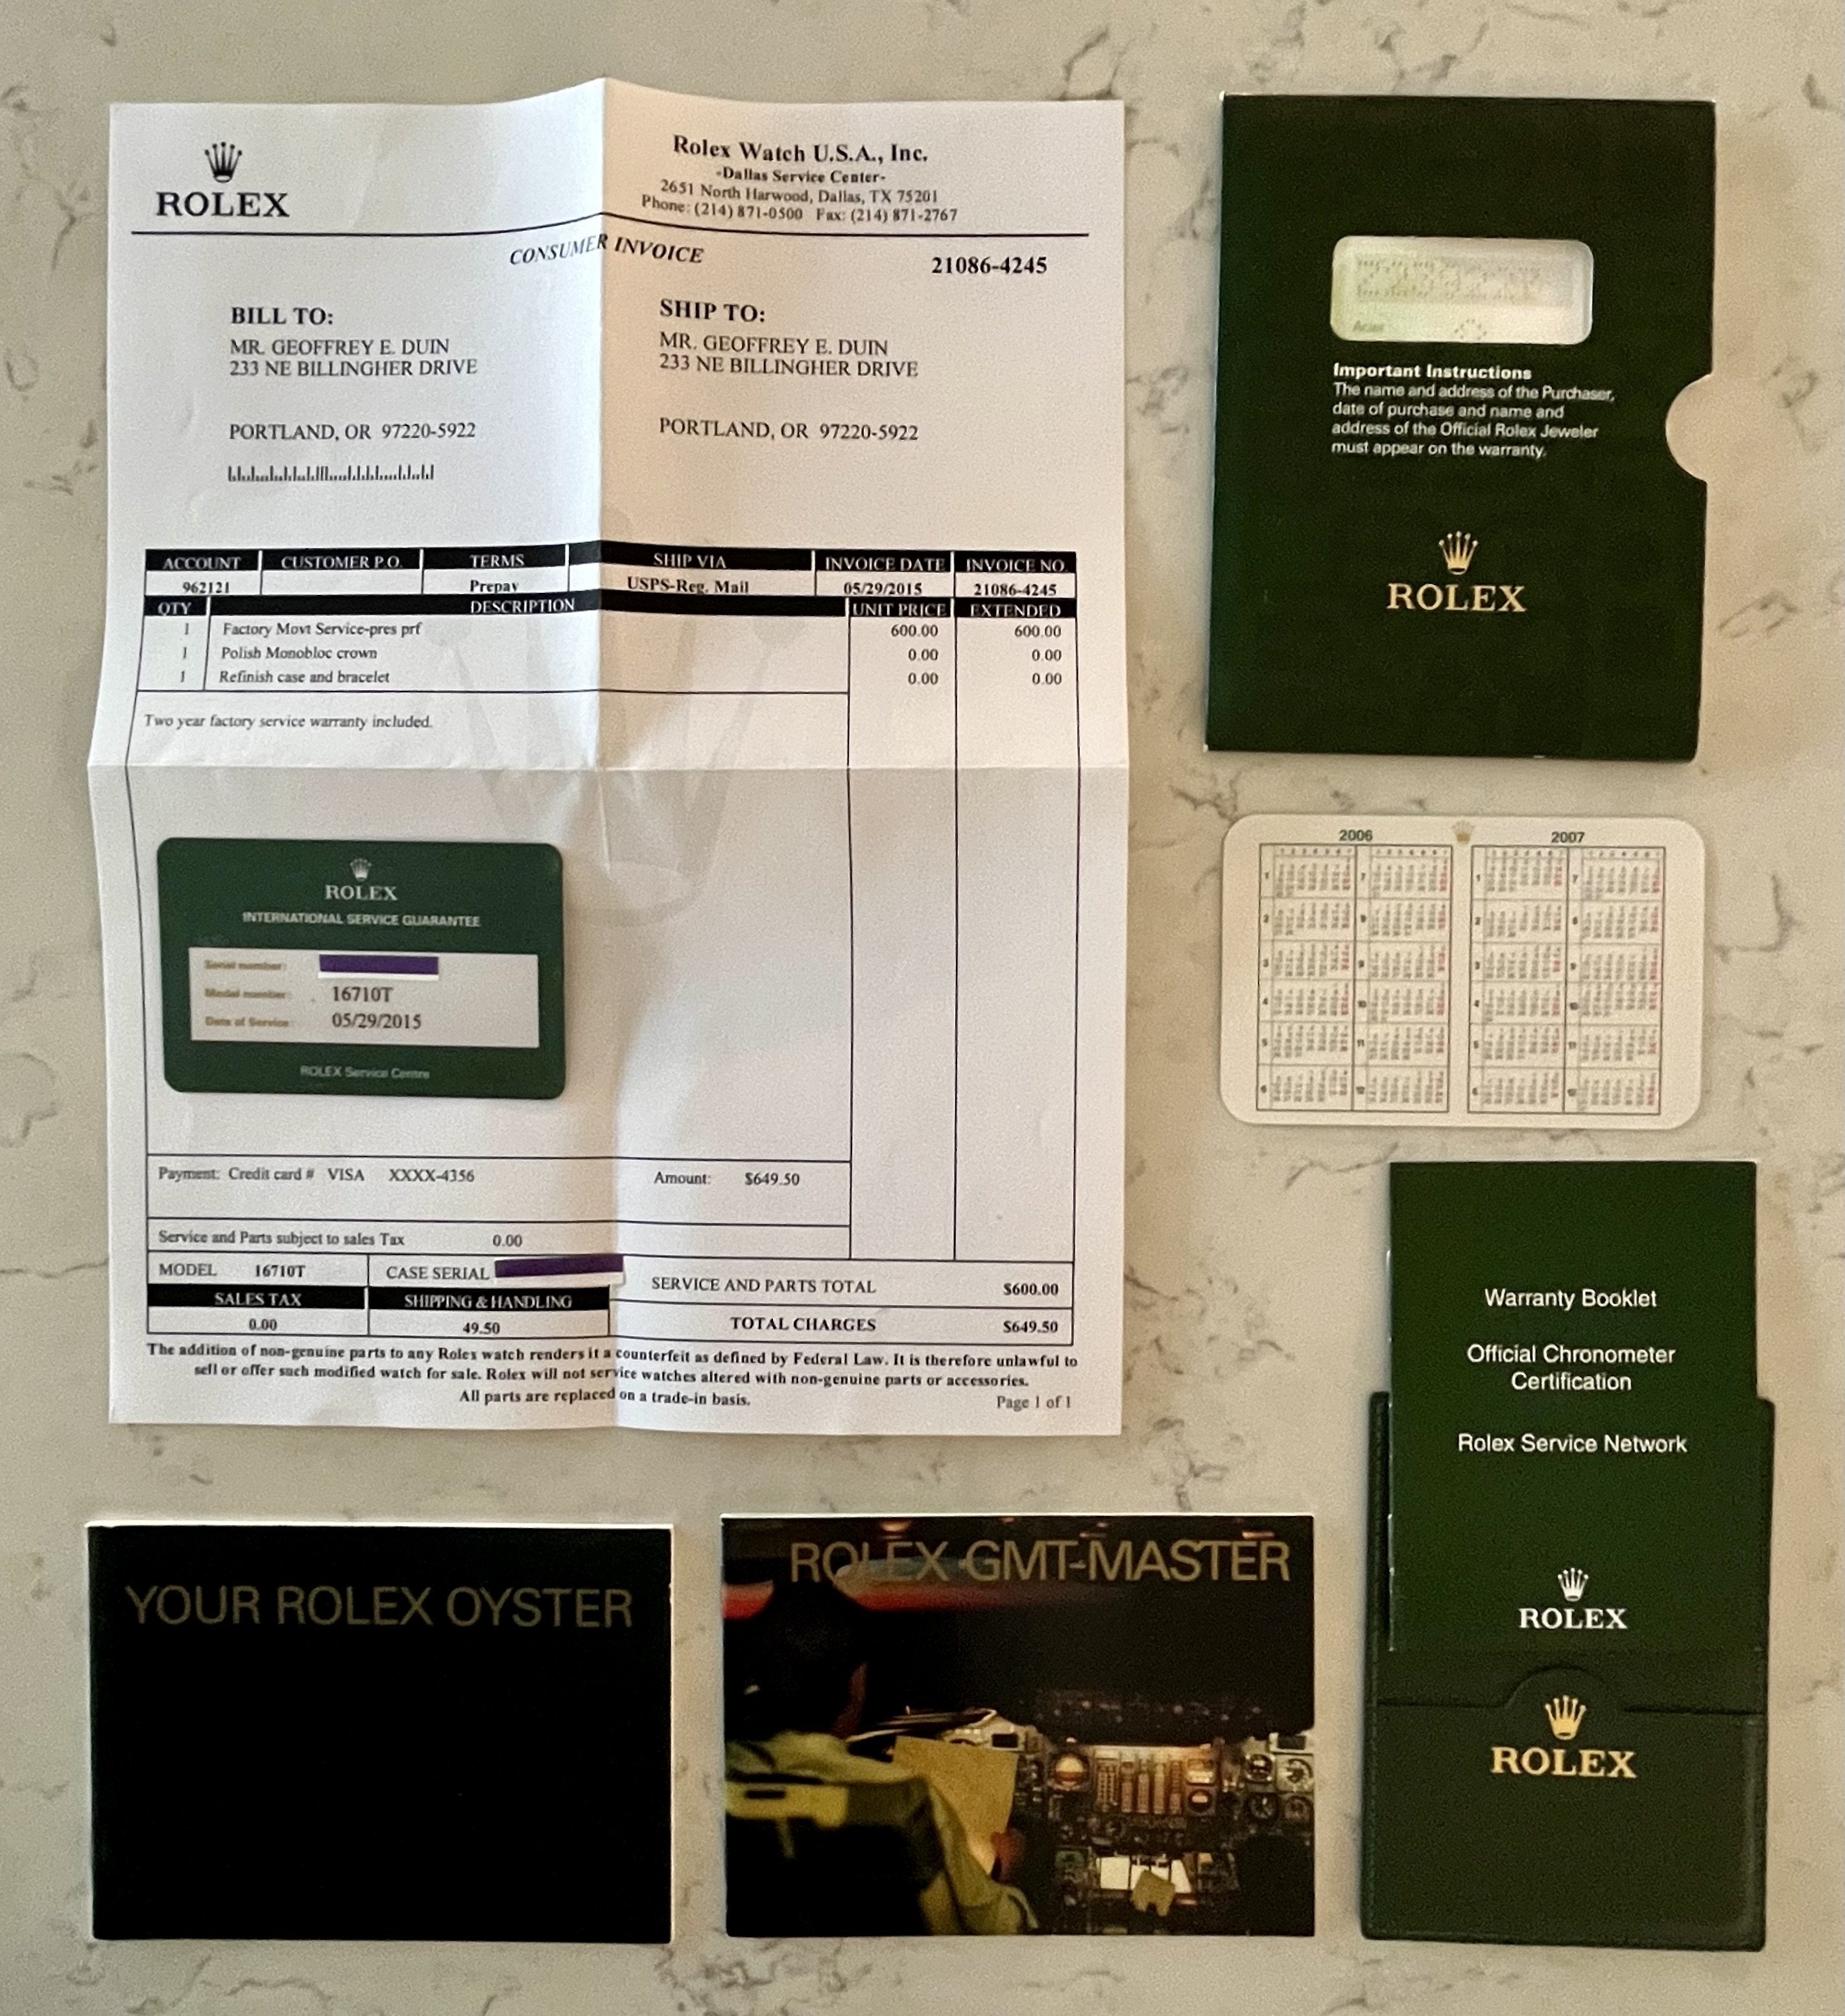 ROLEX
Rolex Watch U.S.A., Inc.
-Dallas Service Center-
2651 North Harwood, Dallas, TX 75201
Phone: (214) 871-0500 Fax: (214) 871-2767
CONSUMER INVOICE
21086-4245
BILL TO:
MR. GEOFFREY E. DUIN
233 NE BILLINGHER DRIVE
PORTLAND, OR 97220-5922
SHIP TO:
MR. GEOFFREY E. DUIN
233 NE BILLINGHER DRIVE
PORTLAND, OR 97220-5922
ACCOUNT CUSTOMER P.O. TERMS SHIP VIA INVOICE DATE INVOICE NO.
962121 Prepay USPS-Reg. Mail 05/29/2015 21086-4245
QTY DESCRIPTION UNIT PRICE EXTENDED
1 Factory Movt Service-pres prf 600.00 600.00
1 Polish Monobloc crown 0.00 0.00
1 Refinish case and bracelet 0.00 0.00
Two year factory service warranty included.
ROLEX
INTERNATIONAL SERVICE GUARANTEE
Serial number:
Model number: 16710T
Date of Service: 05/29/2015
ROLEX Service Centre
Payment: Credit card # VISA XXXX-4356 Amount: $649.50
Service and Parts subject to sales Tax 0.00
MODEL 16710T CASE SERIAL
SERVICE AND PARTS TOTAL $600.00
SALES TAX SHIPPING & HANDLING
0.00 49.50
TOTAL CHARGES $649.50
The addition of non-genuine parts to any Rolex watch renders it a counterfeit as defined by Federal Law. It is therefore unlawful to
sell or offer such modified watch for sale. Rolex will not service watches altered with non-genuine parts or accessories.
All parts are replaced on a trade-in basis.
Page 1 of 1
Important Instructions
The name and address of the Purchaser,
date of purchase and name and
address of the Official Rolex Jeweler
must appear on the warranty.
ROLEX
2006 2007
Warranty Booklet
Official Chronometer
Certification
Rolex Service Network
ROLEX
ROLEX
YOUR ROLEX OYSTER
ROLEX GMT-MASTER